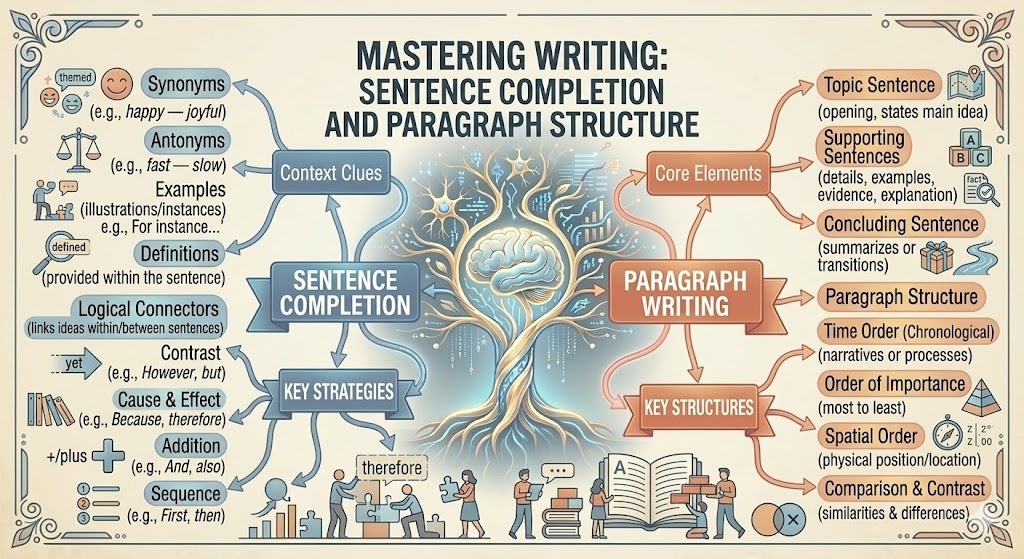 MASTERING WRITING:
SENTENCE COMPLETION
AND PARAGRAPH STRUCTURE
themed
Synonyms
(e.g., happy — joyful)
Antonyms
(e.g., fast — slow)
Examples
(illustrations/instances)
e.g., For instance...
defined
Definitions
(provided within the sentence)
Logical Connectors
(links ideas within/between sentences)
yet
Contrast
(e.g., However, but)
Cause & Effect
(e.g., Because, therefore)
+/plus
Addition
(e.g., And, also)
1
2
3
Sequence
(e.g., First, then)
Context Clues
SENTENCE
COMPLETION
KEY STRATEGIES
therefore
A
Core Elements
PARAGRAPH
WRITING
KEY STRUCTURES
Topic Sentence
(opening, states main idea)
Supporting
Sentences
(details, examples,
evidence, explanation)
A
B C
fact
Concluding Sentence
(summarizes or
transitions)
Paragraph Structure
Time Order (Chronological)
(narratives or processes)
Order of Importance
(most to least)
Spatial Order
(physical position/location)
Z 2°
Z .00
Comparison & Contrast
(similarities & differences)
X